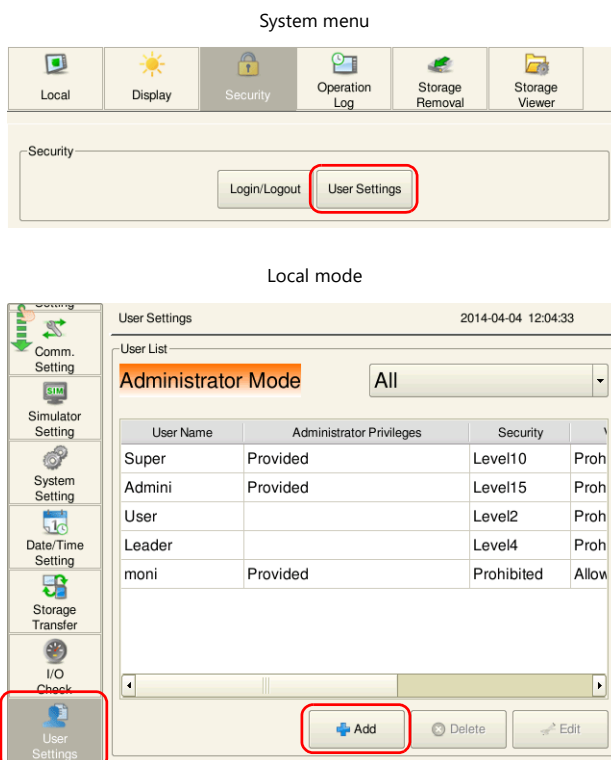 System menu
Local
Display
Security
Operation
Log
Storage
Removal
Storage
Viewer
Security
Login/Logout
User Settings
Local mode
Setting
Comm.
Setting
SIM
Simulator
Setting
System
Setting
Date/Time
Setting
Storage
Transfer
I/O
Check
User
Settings
User Settings 2014-04-04 12:04:33
User List
Administrator Mode All
User Name Administrator Privileges Security
Super Provided Level10 Proh
Admini Provided Level15 Proh
User Level2 Proh
Leader Level4 Proh
moni Provided Prohibited Allow
Add Delete Edit